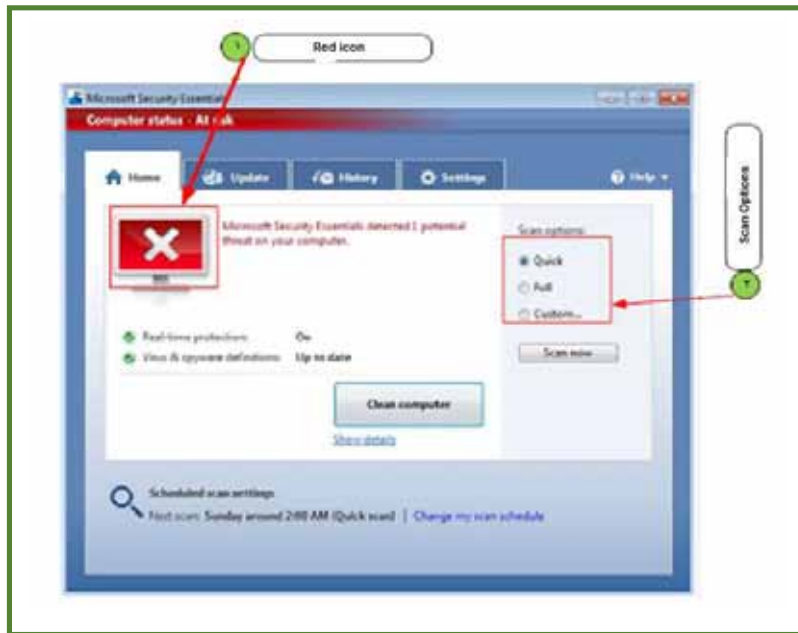 Red icon
Microsoft Security Essentials
Computer status - At risk
Home
Update
History
Settings
Help
Microsoft Security Essentials detected 1 potential
threat on your computer.
Scan options:
Quick
Full
Custom...
Scan now
Real-time protection: On
Virus & spyware definitions: Up to date
Clean computer
Show details
Scheduled scan settings
Next scan: Sunday around 2:00 AM (Quick scan) | Change my scan schedule
Scan Options